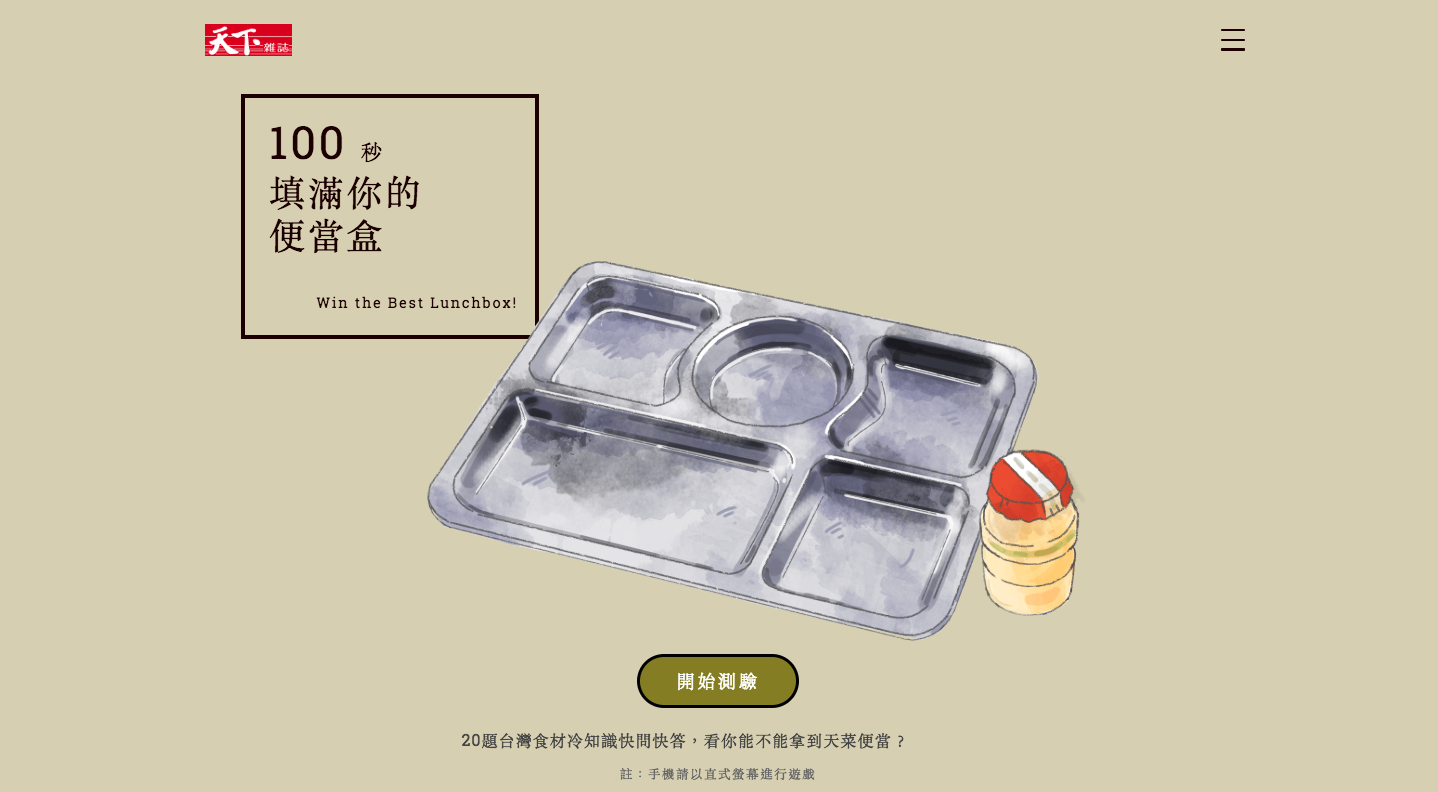 天下雜誌
100 秒
填滿你的
便當盒
Win the Best Lunchbox!
開始測驗
20題台灣食材冷知識快問快答，看你能不能拿到天菜便當？
註：手機請以直式螢幕進行遊戲